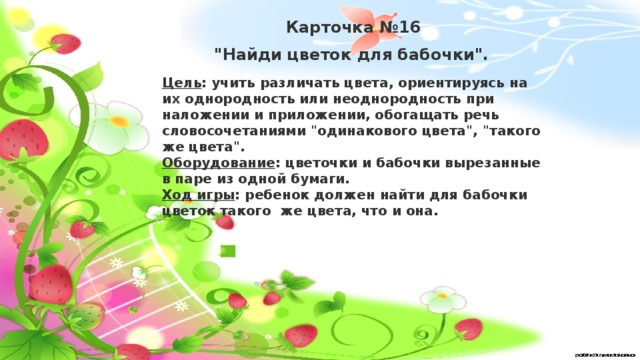 Карточка №16
"Найди цветок для бабочки".
Цель: учить различать цвета, ориентируясь на
их однородность или неоднородность при
наложении и приложении, обогащать речь
словосочетаниями "одинакового цвета", "такого
же цвета".
Оборудование: цветочки и бабочки вырезанные
в паре из одной бумаги.
Ход игры: ребенок должен найти для бабочки
цветок такого же цвета, что и она.